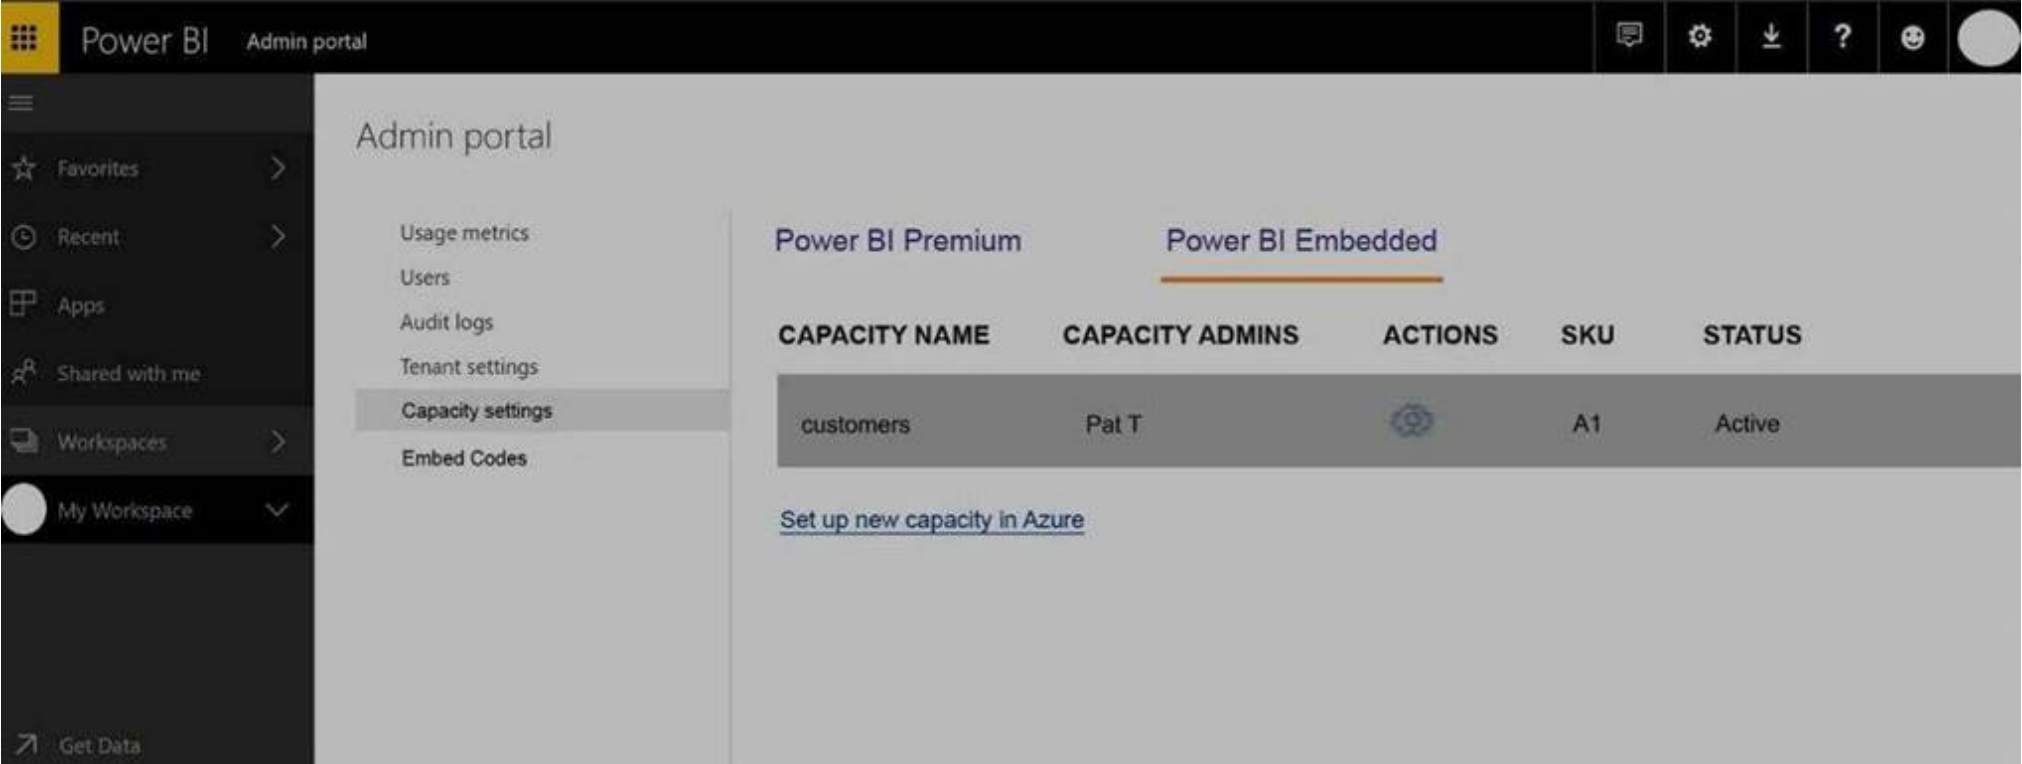 Power BI Admin portal ?
Favorites
Recent
Apps
Shared with me
Workspaces
My Workspace
Get Data
Admin portal
Usage metrics
Users
Audit logs
Tenant settings
Capacity settings
Embed Codes
Power BI Premium Power BI Embedded
CAPACITY NAME CAPACITY ADMINS ACTIONS SKU STATUS
customers Pat T A1 Active
Set up new capacity in Azure